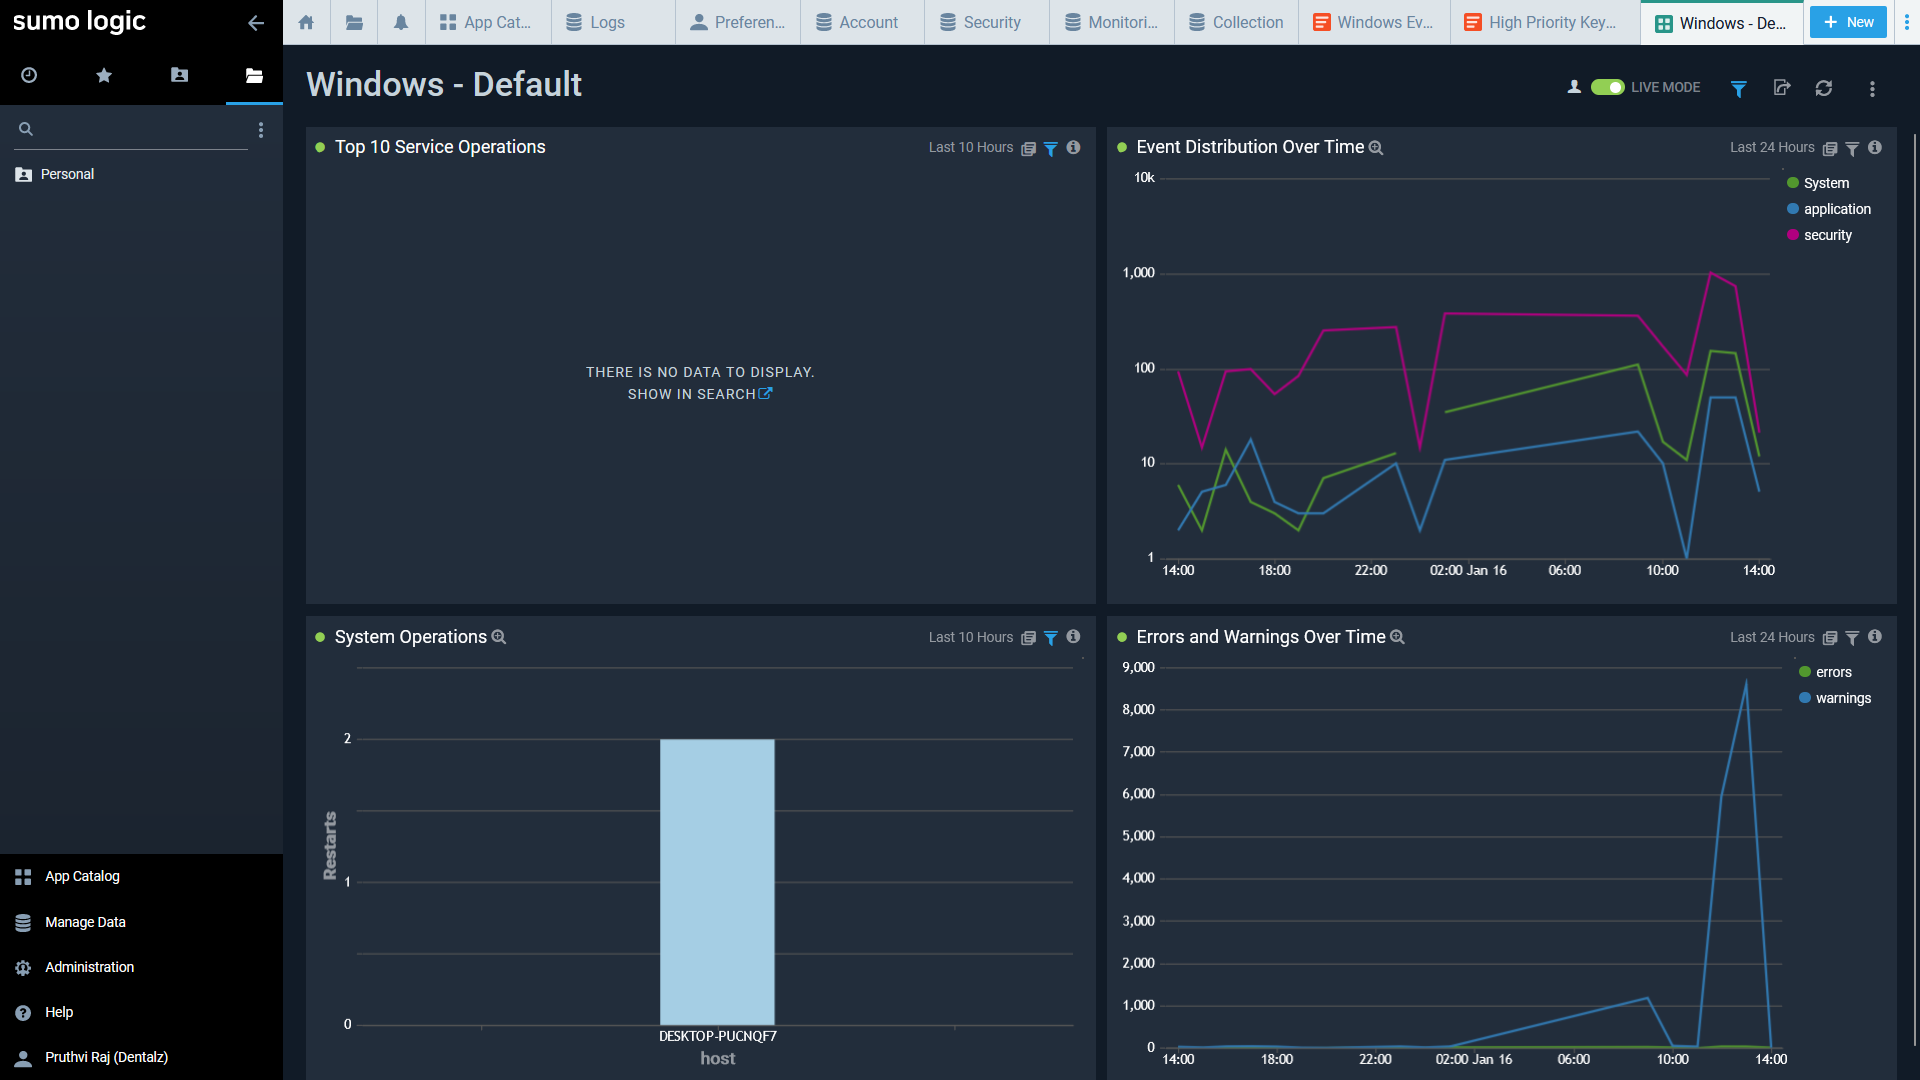 sumo logic
App Cat...
Logs
Preferen...
Account
Security
Monitori...
Collection
Windows Ev...
High Priority Key...
Windows - De...
+ New
Personal
App Catalog
Manage Data
Administration
Help
Pruthvi Raj (Dentalz)
Windows - Default
LIVE MODE
Top 10 Service Operations
Last 10 Hours
THERE IS NO DATA TO DISPLAY.
SHOW IN SEARCH
Event Distribution Over Time
Last 24 Hours
10k
1,000
100
10
1
14:00
18:00
22:00
02:00 Jan 16
06:00
10:00
14:00
System
application
security
System Operations
Last 10 Hours
2
1
0
Restarts
DESKTOP-PUCNQF7
host
Errors and Warnings Over Time
Last 24 Hours
9,000
8,000
7,000
6,000
5,000
4,000
3,000
2,000
1,000
0
14:00
18:00
22:00
02:00 Jan 16
06:00
10:00
14:00
errors
warnings